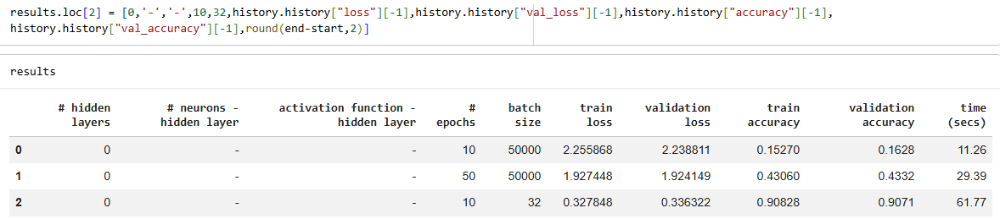 results.loc[2] = [0,'-','-',10,32,history.history["loss"][-1],history.history["val_loss"][-1],history.history["accuracy"][-1],
history.history["val_accuracy"][-1],round(end-start,2)]
results
# hidden layers # neurons - hidden layer activation function - hidden layer # epochs batch size train loss validation loss train accuracy validation accuracy time (secs)
0 0 - - 10 50000 2.255868 2.238811 0.15270 0.1628 11.26
1 0 - - 50 50000 1.927448 1.924149 0.43060 0.4332 29.39
2 0 - - 10 32 0.327848 0.336322 0.90828 0.9071 61.77